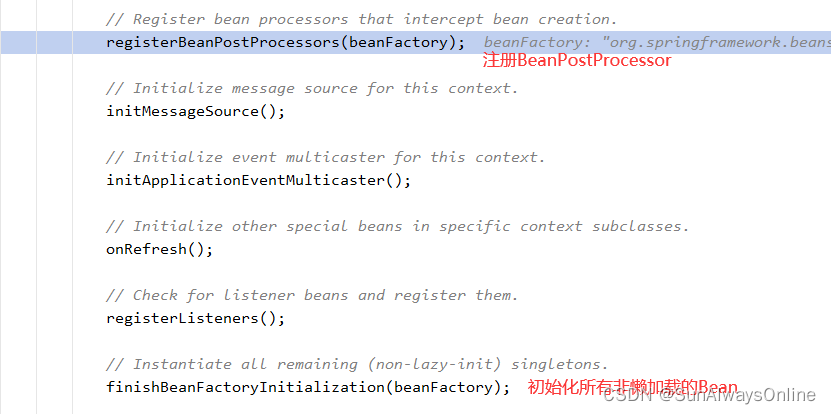 // Register bean processors that intercept bean creation.
registerBeanPostProcessors(beanFactory); beanFactory: "org.springframework.beans
注册BeanPostProcessor
// Initialize message source for this context.
initMessageSource();
// Initialize event multicaster for this context.
initApplicationEventMulticaster();
// Initialize other special beans in specific context subclasses.
onRefresh();
// Check for listener beans and register them.
registerListeners();
// Instantiate all remaining (non-lazy-init) singletons.
finishBeanFactoryInitialization(beanFactory); 初始化所有非懒加载的Bean
CSDN @SunAlwaysOnline